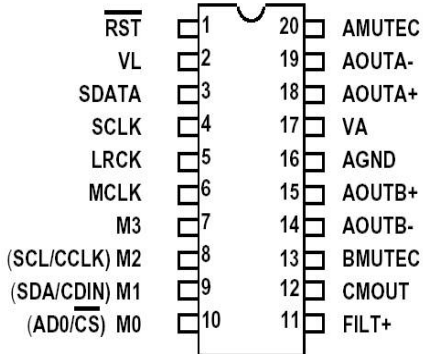 R̅S̅T̅ 1 20 AMUTEC
VL 2 19 AOUTA-
SDATA 3 18 AOUTA+
SCLK 4 17 VA
LRCK 5 16 AGND
MCLK 6 15 AOUTB+
M3 7 14 AOUTB-
(SCL/CCLK) M2 8 13 BMUTEC
(SDA/CDIN) M1 9 12 CMOUT
(AD0/C̅S̅) M0 10 11 FILT+